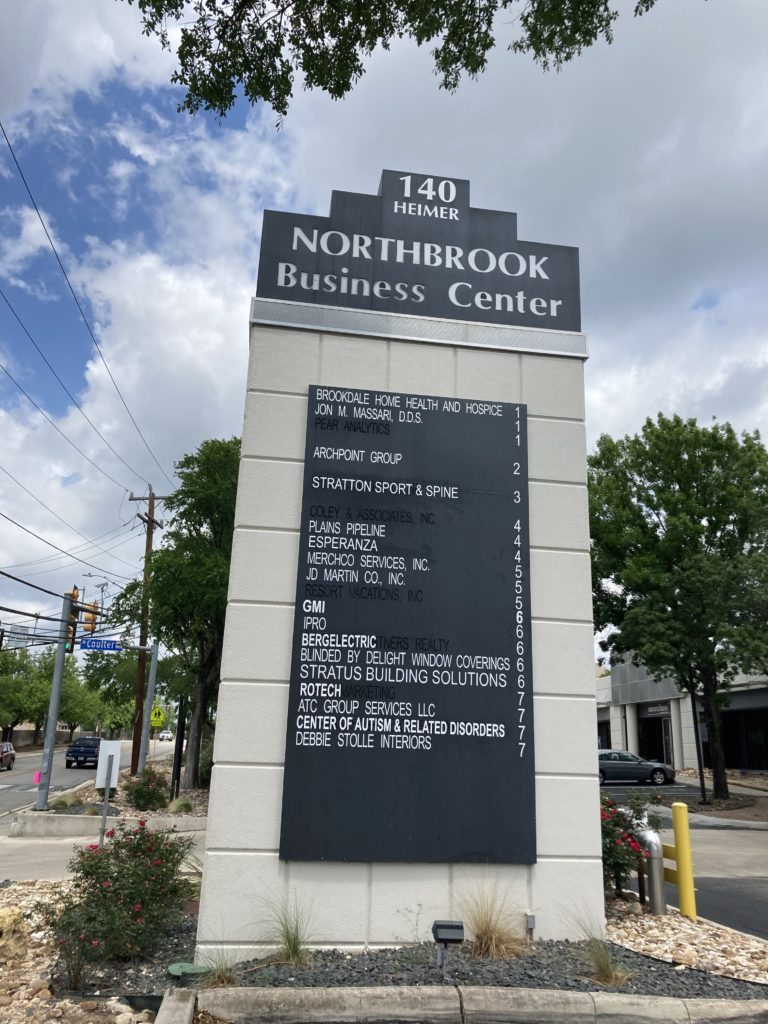 140
HEIMER
NORTHBROOK
Business Center
BROOKDALE HOME HEALTH AND HOSPICE 1
JON M. MASSARI, D.D.S. 1
PEAR ANALYTICS 1
ARCHPOINT GROUP 2
STRATTON SPORT & SPINE 3
COLEY & ASSOCIATES, INC. 4
PLAINS PIPELINE 4
ESPERANZA 4
MERCHCO SERVICES, INC. 5
JD MARTIN CO., INC. 5
RESORT VACATIONS, INC 5
GMI 6
IPRO 6
BERGELECTRIC TNERS REALTY 6
BLINDED BY DELIGHT WINDOW COVERINGS 6
STRATUS BUILDING SOLUTIONS 6
ROTECH MARKETING 7
ATC GROUP SERVICES LLC 7
CENTER OF AUTISM & RELATED DISORDERS 7
DEBBIE STOLLE INTERIORS 7
Coulter